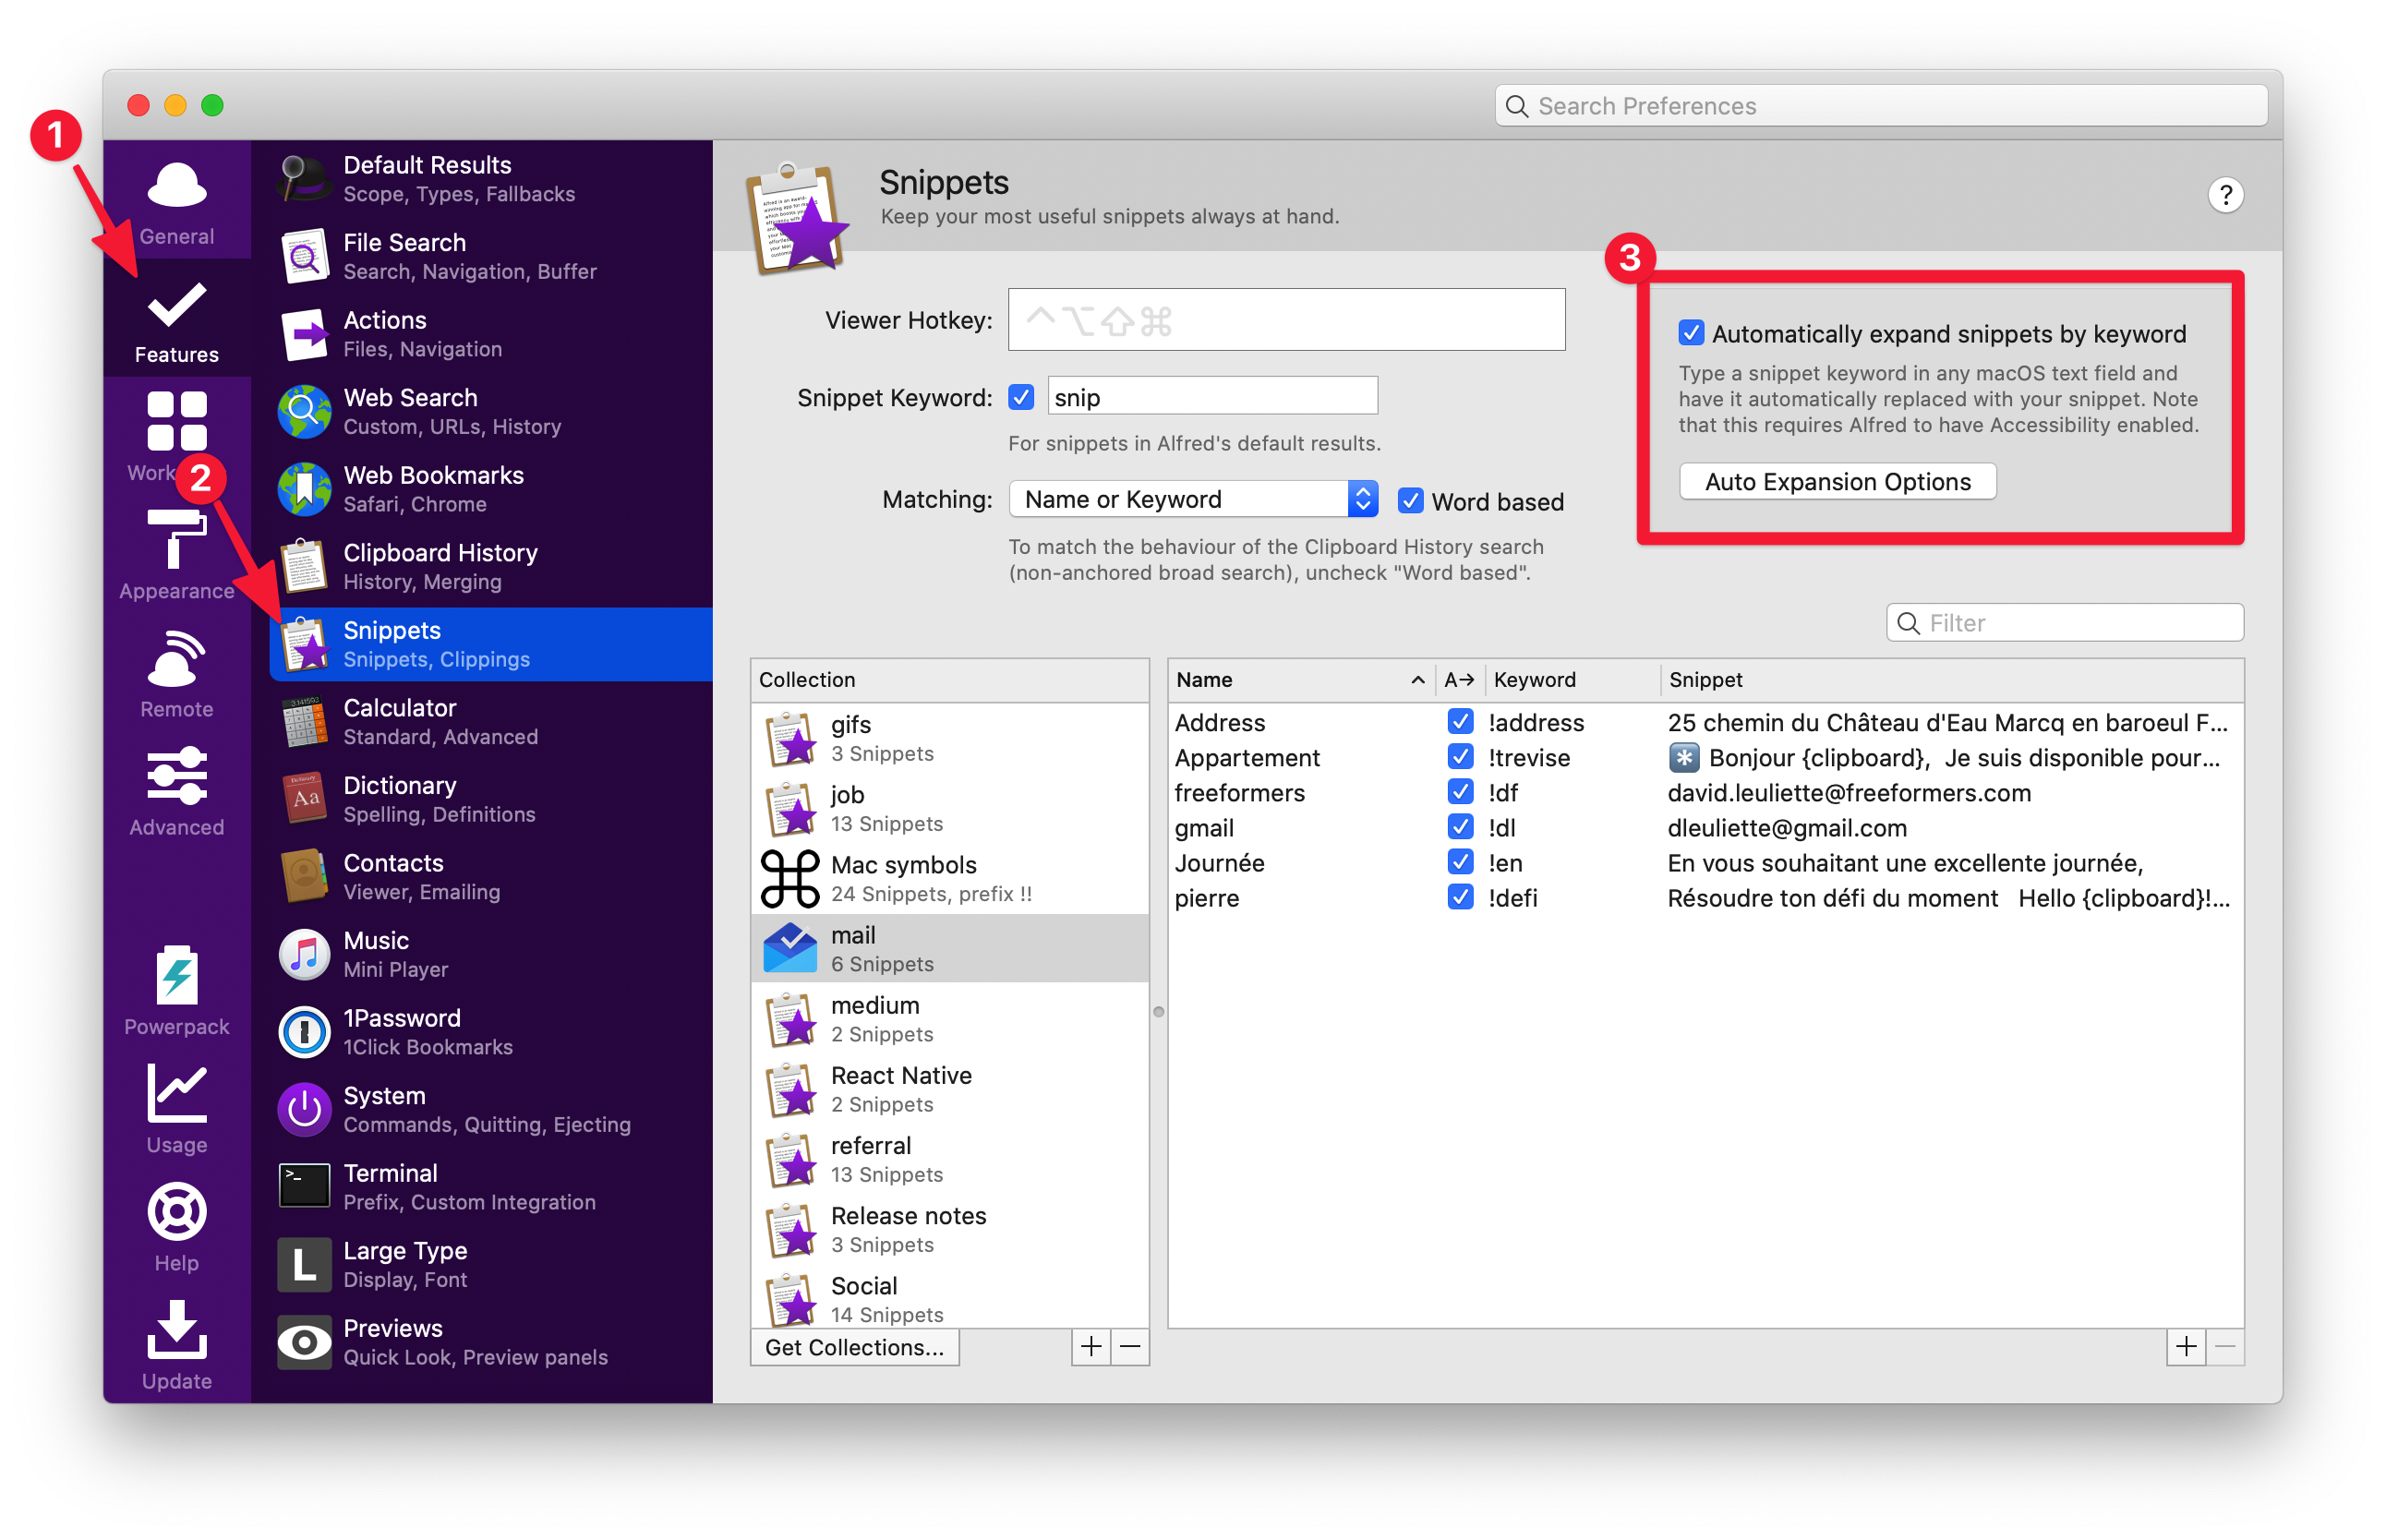 Search Preferences
1
General
Features
Work
2
Appearance
Remote
Advanced
Powerpack
Usage
Help
Update
Default Results
Scope, Types, Fallbacks
File Search
Search, Navigation, Buffer
Actions
Files, Navigation
Web Search
Custom, URLs, History
Web Bookmarks
Safari, Chrome
Clipboard History
History, Merging
Snippets
Snippets, Clippings
Calculator
Standard, Advanced
Dictionary
Spelling, Definitions
Contacts
Viewer, Emailing
Music
Mini Player
1Password
1Click Bookmarks
System
Commands, Quitting, Ejecting
Terminal
Prefix, Custom Integration
Large Type
Display, Font
Previews
Quick Look, Preview panels
Snippets
Keep your most useful snippets always at hand.
?
Viewer Hotkey: ^⌥⇧⌘
Snippet Keyword: snip
For snippets in Alfred's default results.
Matching: Name or Keyword Word based
To match the behaviour of the Clipboard History search
(non-anchored broad search), uncheck "Word based".
3
Automatically expand snippets by keyword
Type a snippet keyword in any macOS text field and
have it automatically replaced with your snippet. Note
that this requires Alfred to have Accessibility enabled.
Auto Expansion Options
Filter
Collection
gifs
3 Snippets
job
13 Snippets
Mac symbols
24 Snippets, prefix !!
mail
6 Snippets
medium
2 Snippets
React Native
2 Snippets
referral
13 Snippets
Release notes
3 Snippets
Social
14 Snippets
Get Collections...
+ −
Name A→ Keyword Snippet
Address !address 25 chemin du Château d'Eau Marcq en baroeul F...
Appartement !trevise *️⃣ Bonjour {clipboard}, Je suis disponible pour...
freeformers !df david.leuliette@freeformers.com
gmail !dl dleuliette@gmail.com
Journée !en En vous souhaitant une excellente journée,
pierre !defi Résoudre ton défi du moment Hello {clipboard}!...
+ −